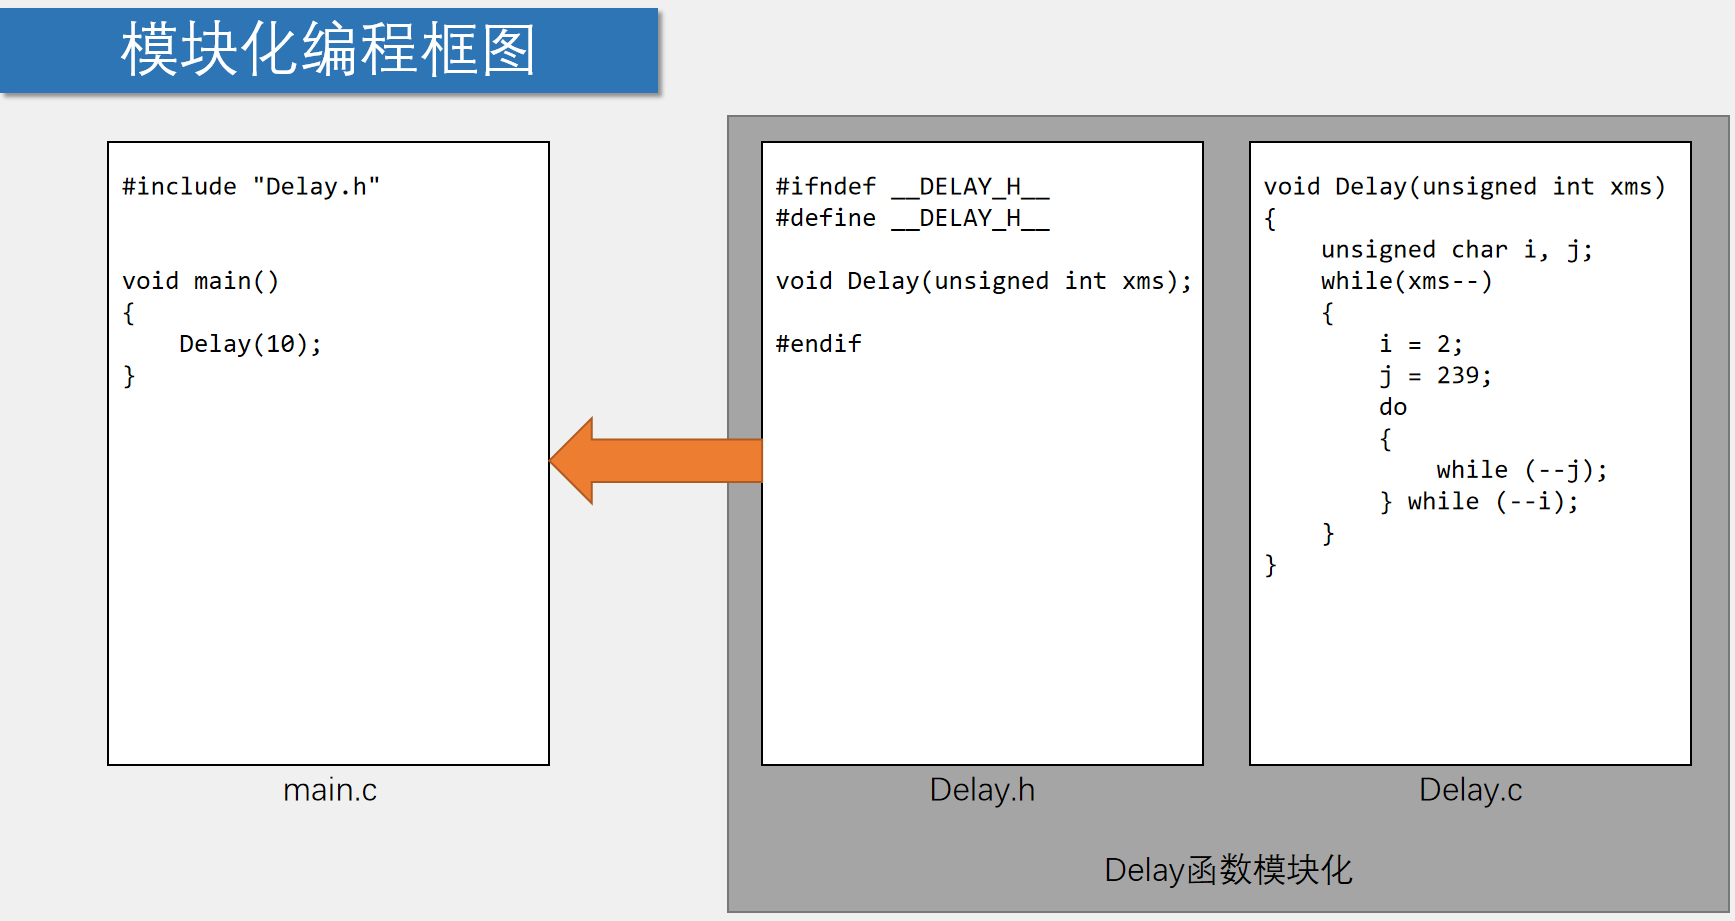 模块化编程框图
#include "Delay.h"
void main()
{
    Delay(10);
}
main.c
#ifndef __DELAY_H__
#define __DELAY_H__
void Delay(unsigned int xms);
#endif
Delay.h
void Delay(unsigned int xms)
{
    unsigned char i, j;
    while(xms--)
    {
        i = 2;
        j = 239;
        do
        {
            while (--j);
        } while (--i);
    }
}
Delay.c
Delay函数模块化